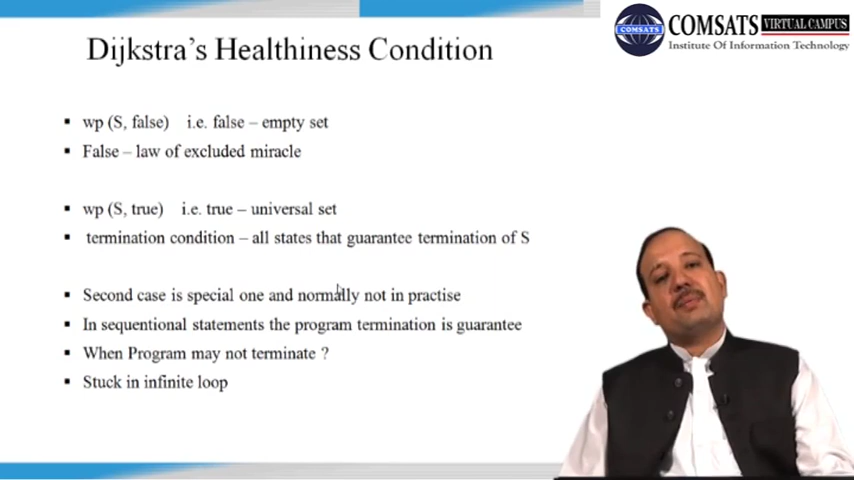 Dijkstra's Healthiness Condition
COMSATS
COMSATS VIRTUAL CAMPUS
Institute Of Information Technology
wp (S, false) i.e. false – empty set
False – law of excluded miracle
wp (S, true) i.e. true – universal set
termination condition – all states that guarantee termination of S
Second case is special one and normally not in practise
In sequentional statements the program termination is guarantee
When Program may not terminate ?
Stuck in infinite loop